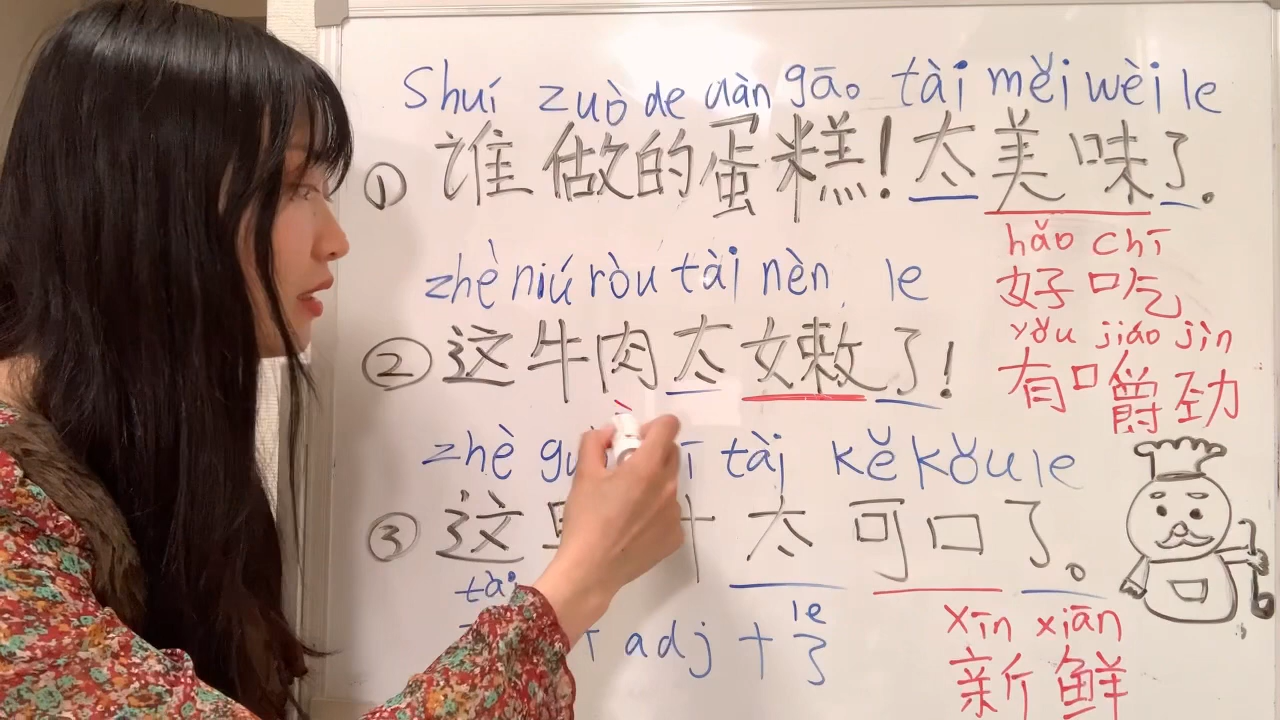 Shuí zuò de dàn gāo tài měi wèi le
① 谁做的蛋糕!太美味了。
hǎo chī
好吃
zhè niú ròu tài nèn le
② 这牛肉太嫩了!
yǒu jiáo jìn
有嚼劲
zhè tài kě kǒu le
③ 这 汁太可口了。
tài le
+ adj + 了
xīn xiān
新鲜